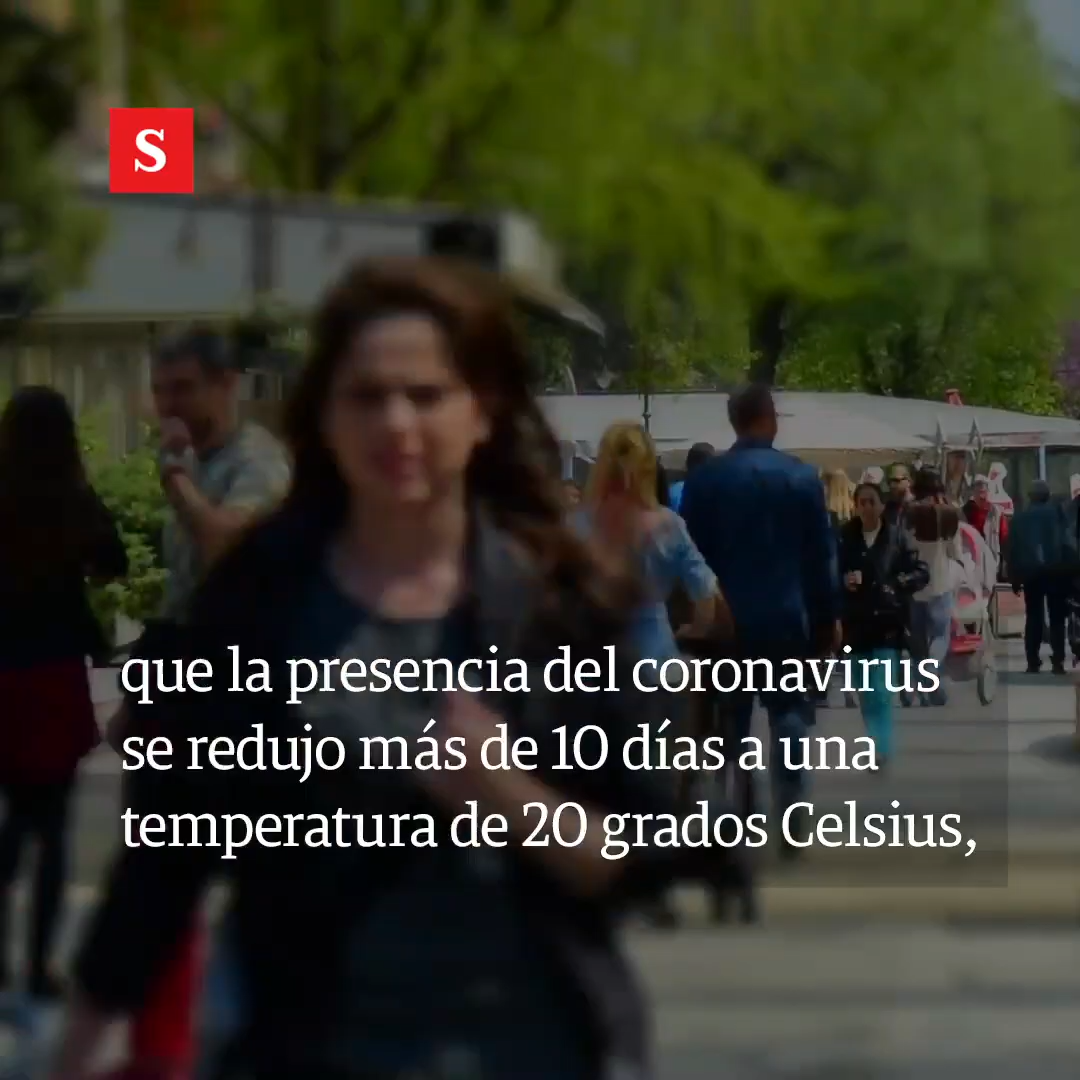 S
que la presencia del coronavirus
se redujo más de 10 días a una
temperatura de 20 grados Celsius,